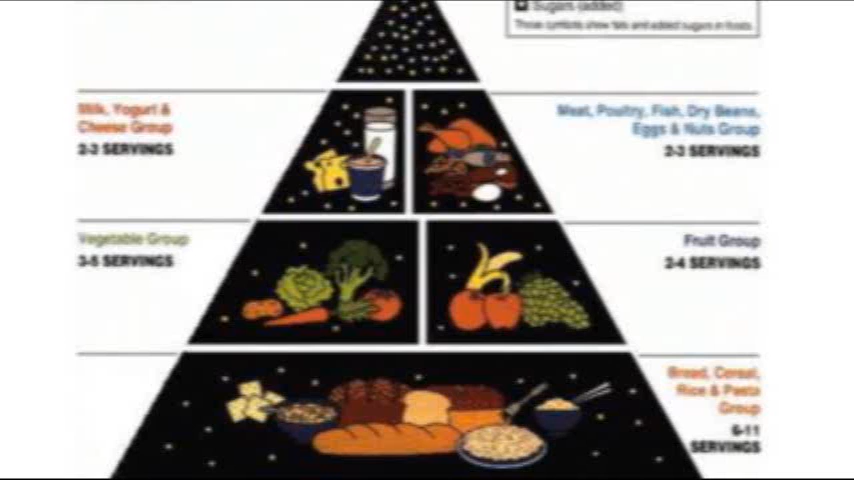 Sugars (added)
These symbols show fats and added sugars in foods.
Milk, Yogurt &
Cheese Group
2-3 SERVINGS
Meat, Poultry, Fish, Dry Beans,
Eggs & Nuts Group
2-3 SERVINGS
Vegetable Group
3-5 SERVINGS
Fruit Group
2-4 SERVINGS
Bread, Cereal,
Rice & Pasta
Group
6-11
SERVINGS